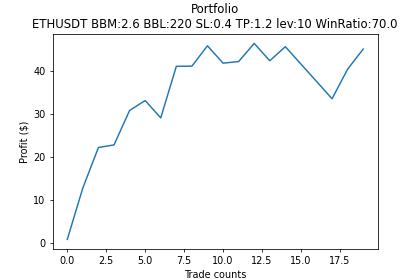 Portfolio
ETHUSDT BBM:2.6 BBL:220 SL:0.4 TP:1.2 lev:10 WinRatio:70.0
40
30
20
10
0
Profit ($)
0.0 2.5 5.0 7.5 10.0 12.5 15.0 17.5
Trade counts